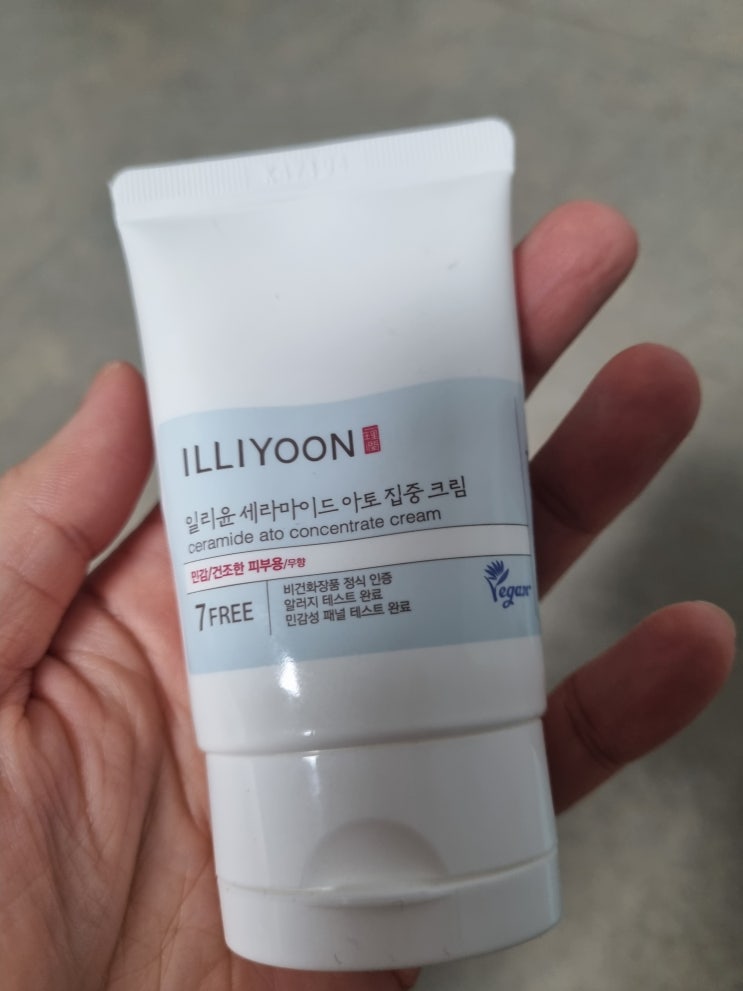 ILLIYOON
일리윤 세라마이드 아토 집중 크림
ceramide ato concentrate cream
민감/건조한 피부용/무향
7 FREE
비건화장품 정식 인증
알러지 테스트 완료
민감성 패널 테스트 완료
Vegan